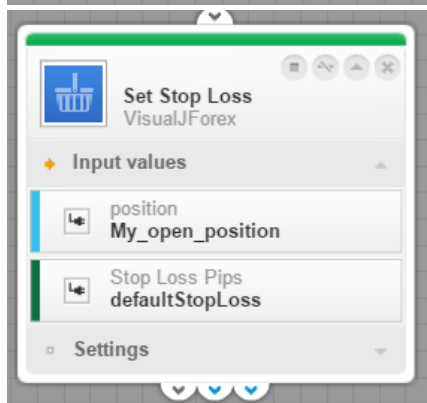 Set Stop Loss
VisualJForex
Input values
position
My_open_position
Stop Loss Pips
defaultStopLoss
Settings